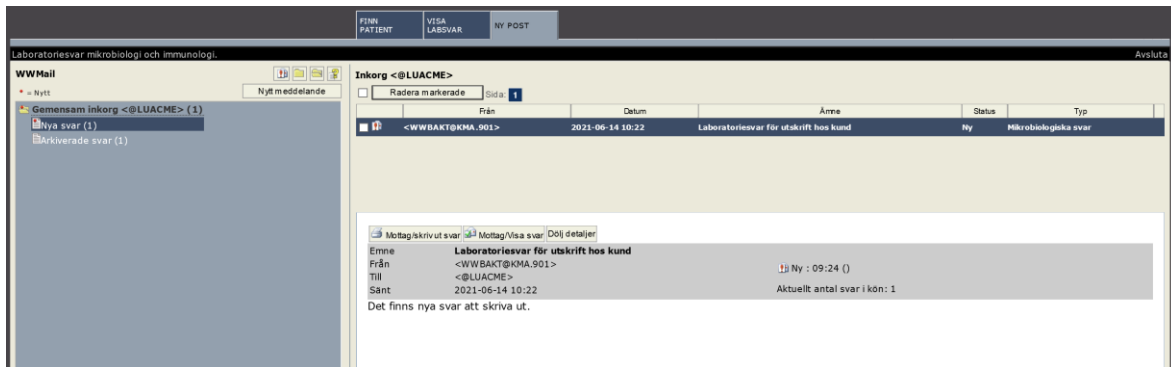 FINN PATIENT
VISA LABSVAR
NY POST
Laboratoriesvar mikrobiologi och immunologi.
Avsluta
WWMail
* = Nytt
Nytt meddelande
Gemensam inkorg <@LUACME> (1)
Nya svar (1)
Arkiverade svar (1)
Inkorg <@LUACME>
Radera markerade Sida: 1
Från Datum Ämne Status Typ
<WWBAKT@KMA.901> 2021-06-14 10:22 Laboratoriesvar för utskrift hos kund Ny Mikrobiologiska svar
Mottag/skriv ut svar Mottag/Visa svar Dölj detaljer
Emne Laboratoriesvar för utskrift hos kund
Från <WWBAKT@KMA.901>
Till <@LUACME>
Sänt 2021-06-14 10:22
Ny : 09:24 ()
Aktuellt antal svar i kön: 1
Det finns nya svar att skriva ut.